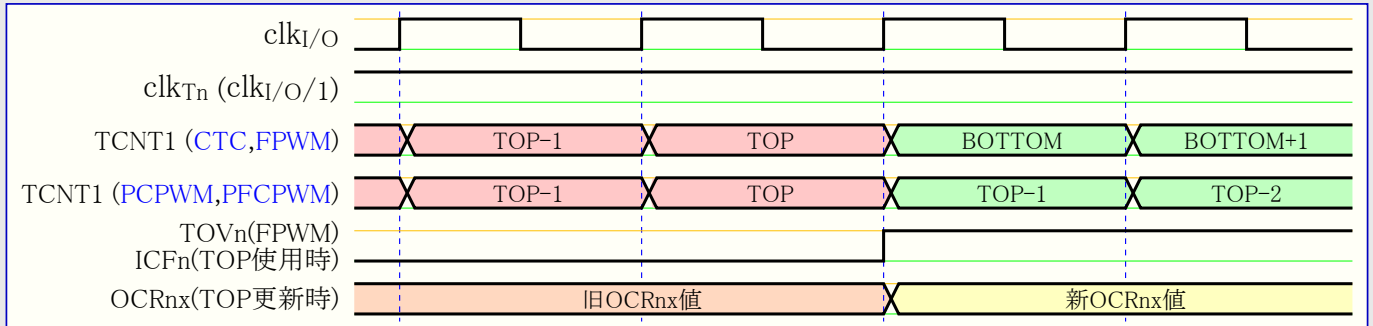 clkI/O
clkTn (clkI/O/1)
TCNT1 (CTC,FPWM) TOP-1 TOP BOTTOM BOTTOM+1
TCNT1 (PCPWM,PFCPWM) TOP-1 TOP TOP-1 TOP-2
TOVn(FPWM)
ICFn(TOP使用時)
OCRnx(TOP更新時) 旧OCRnx値 新OCRnx値